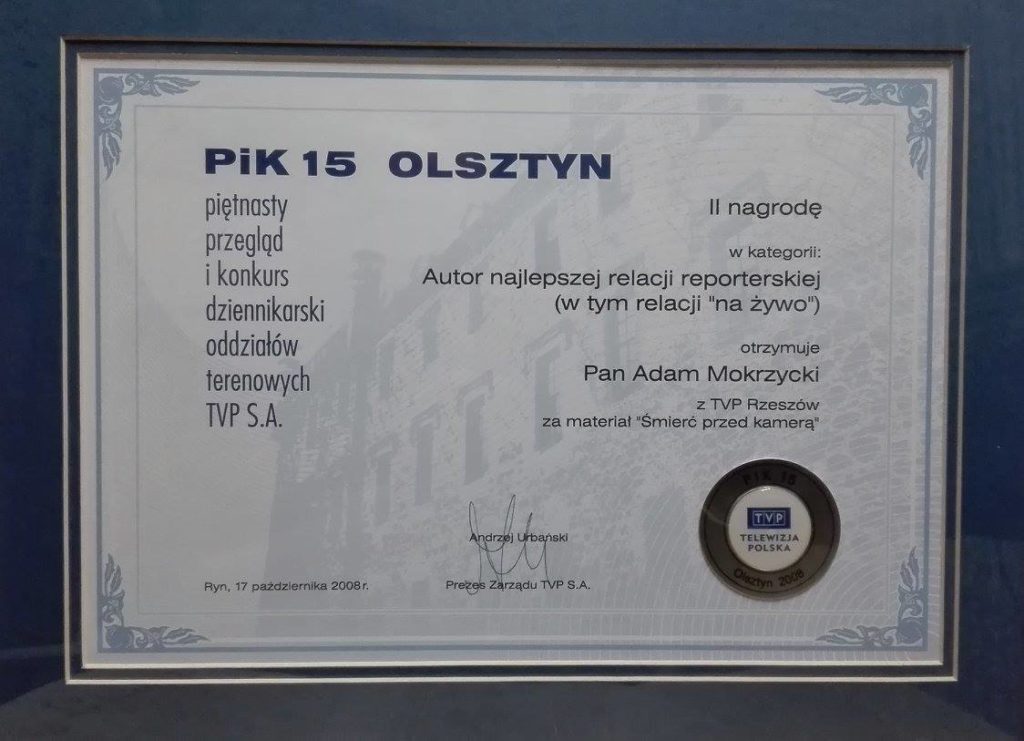 PiK 15 OLSZTYN
piętnasty
przegląd
i konkurs
dziennikarski
oddziałów
terenowych
TVP S.A.
II nagrodę
w kategorii:
Autor najlepszej relacji reporterskiej
(w tym relacji "na żywo")
otrzymuje
Pan Adam Mokrzycki
z TVP Rzeszów
za materiał "Śmierć przed kamerą"
Andrzej Urbański
Prezes Zarządu TVP S.A.
Ryn, 17 października 2008r.
PiK 15
TVP
TELEWIZJA
POLSKA
Olsztyn 2008